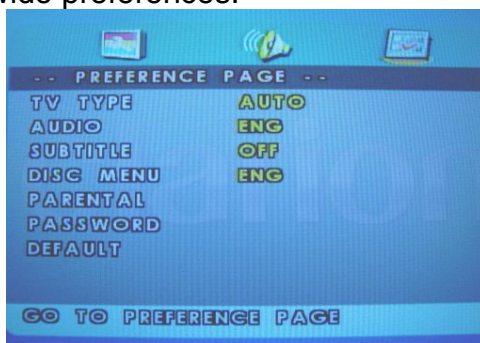 preferences.
-- PREFERENCE PAGE --
TV TYPE AUTO
AUDIO ENG
SUBTITLE OFF
DISC MENU ENG
PARENTAL
PASSWORD
DEFAULT
GO TO PREFERENCE PAGE